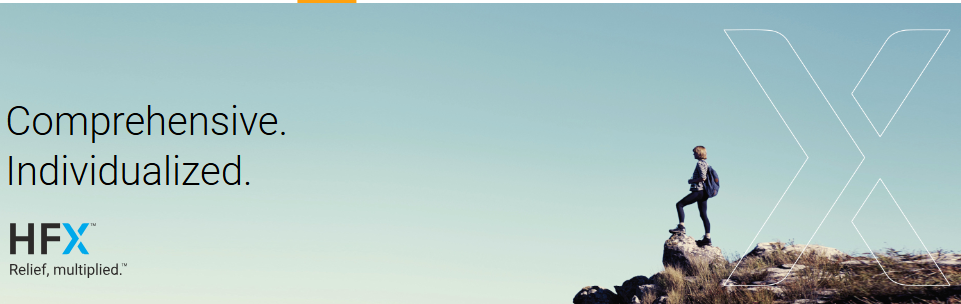 Comprehensive.
Individualized.
HFX™
Relief, multiplied.™